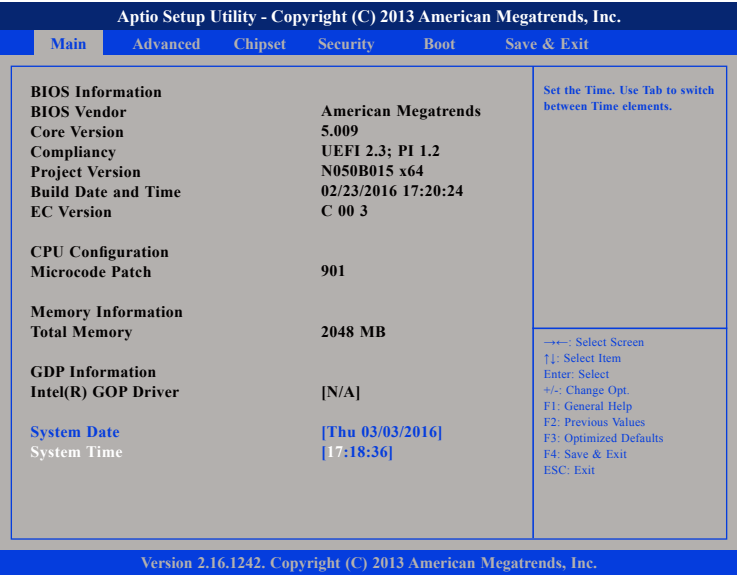 Aptio Setup Utility - Copyright (C) 2013 American Megatrends, Inc.
Main Advanced Chipset Security Boot Save & Exit
BIOS Information
BIOS Vendor American Megatrends
Core Version 5.009
Compliancy UEFI 2.3; PI 1.2
Project Version N050B015 x64
Build Date and Time 02/23/2016 17:20:24
EC Version C 00 3
CPU Configuration
Microcode Patch 901
Memory Information
Total Memory 2048 MB
GDP Information
Intel(R) GOP Driver [N/A]
System Date [Thu 03/03/2016]
System Time [17:18:36]
Set the Time. Use Tab to switch
between Time elements.
→←: Select Screen
↑↓: Select Item
Enter: Select
+/-: Change Opt.
F1: General Help
F2: Previous Values
F3: Optimized Defaults
F4: Save & Exit
ESC: Exit
Version 2.16.1242. Copyright (C) 2013 American Megatrends, Inc.